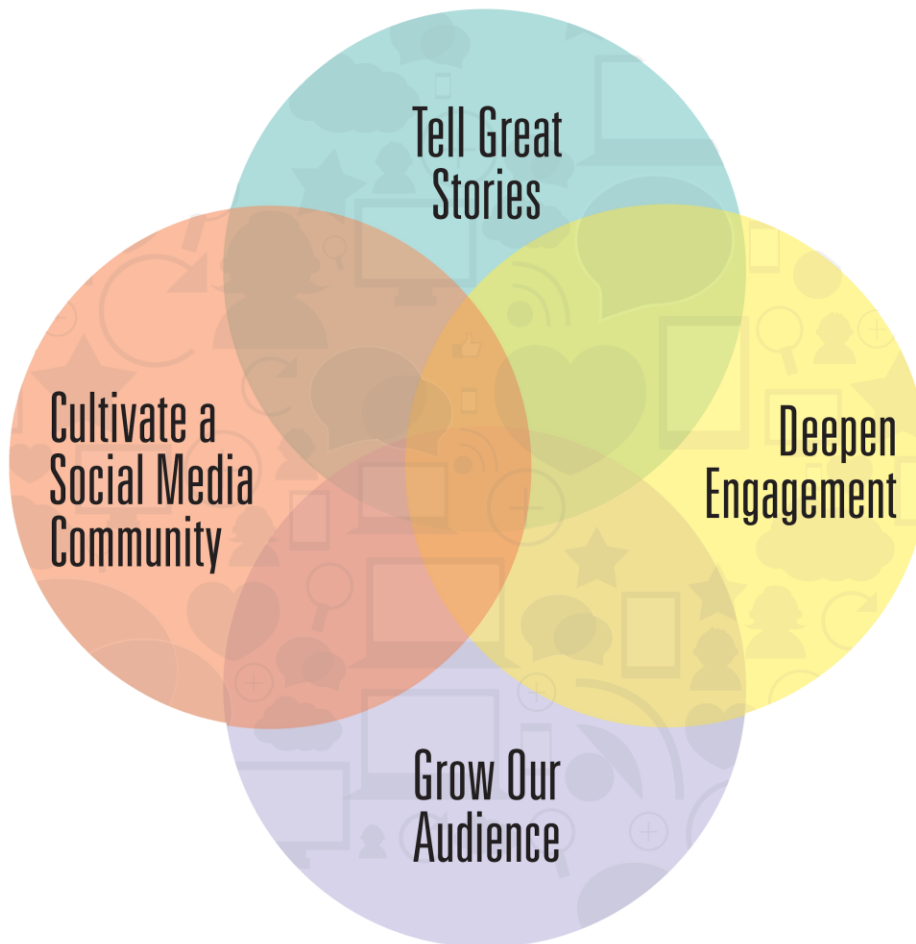 Tell Great
Stories
Cultivate a
Social Media
Community
Deepen
Engagement
Grow Our
Audience